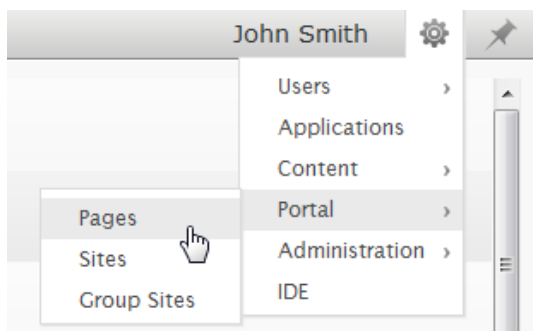 John Smith
Users
Applications
Content
Portal
Administration
IDE
Pages
Sites
Group Sites